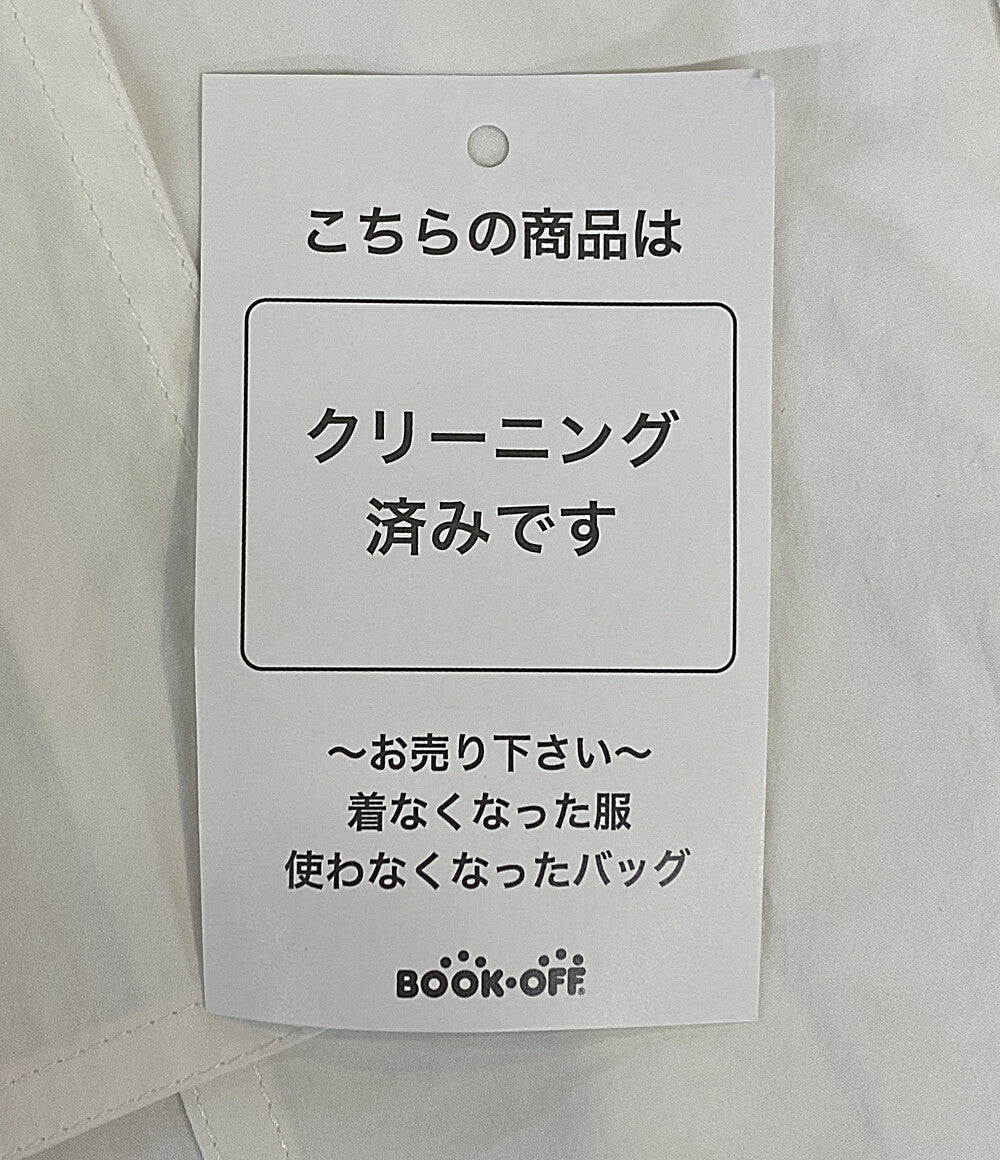 こちらの商品は
クリーニング
済みです
～お売り下さい～
着なくなった服
使わなくなったバッグ
BOOK・OFF®